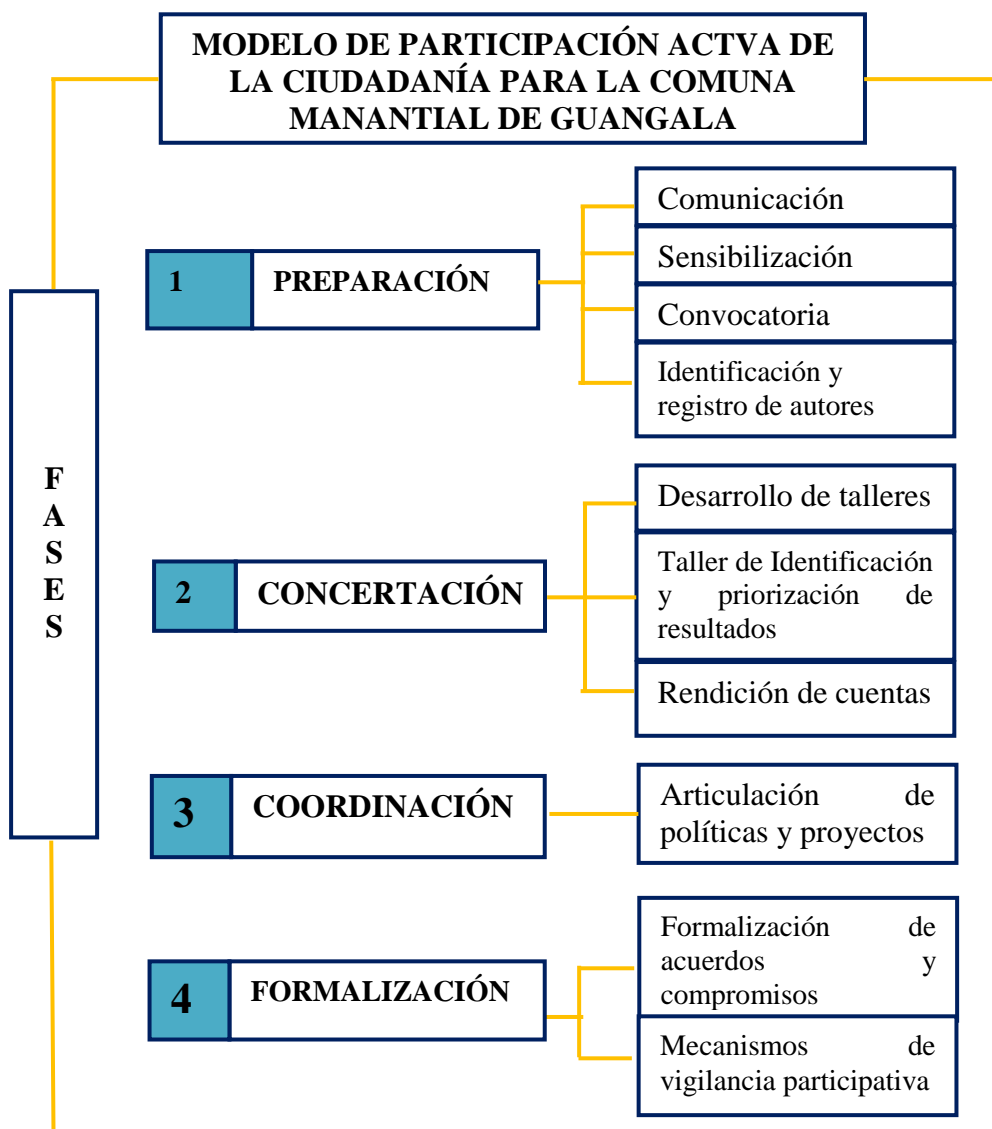 MODELO DE PARTICIPACIÓN ACTVA DE
LA CIUDADANÍA PARA LA COMUNA
MANANTIAL DE GUANGALA
F
A
S
E
S
1 PREPARACIÓN
Comunicación
Sensibilización
Convocatoria
Identificación y
registro de autores
2 CONCERTACIÓN
Desarrollo de talleres
Taller de Identificación
y priorización de
resultados
Rendición de cuentas
3 COORDINACIÓN
Articulación de
políticas y proyectos
4 FORMALIZACIÓN
Formalización de
acuerdos y
compromisos
Mecanismos de
vigilancia participativa